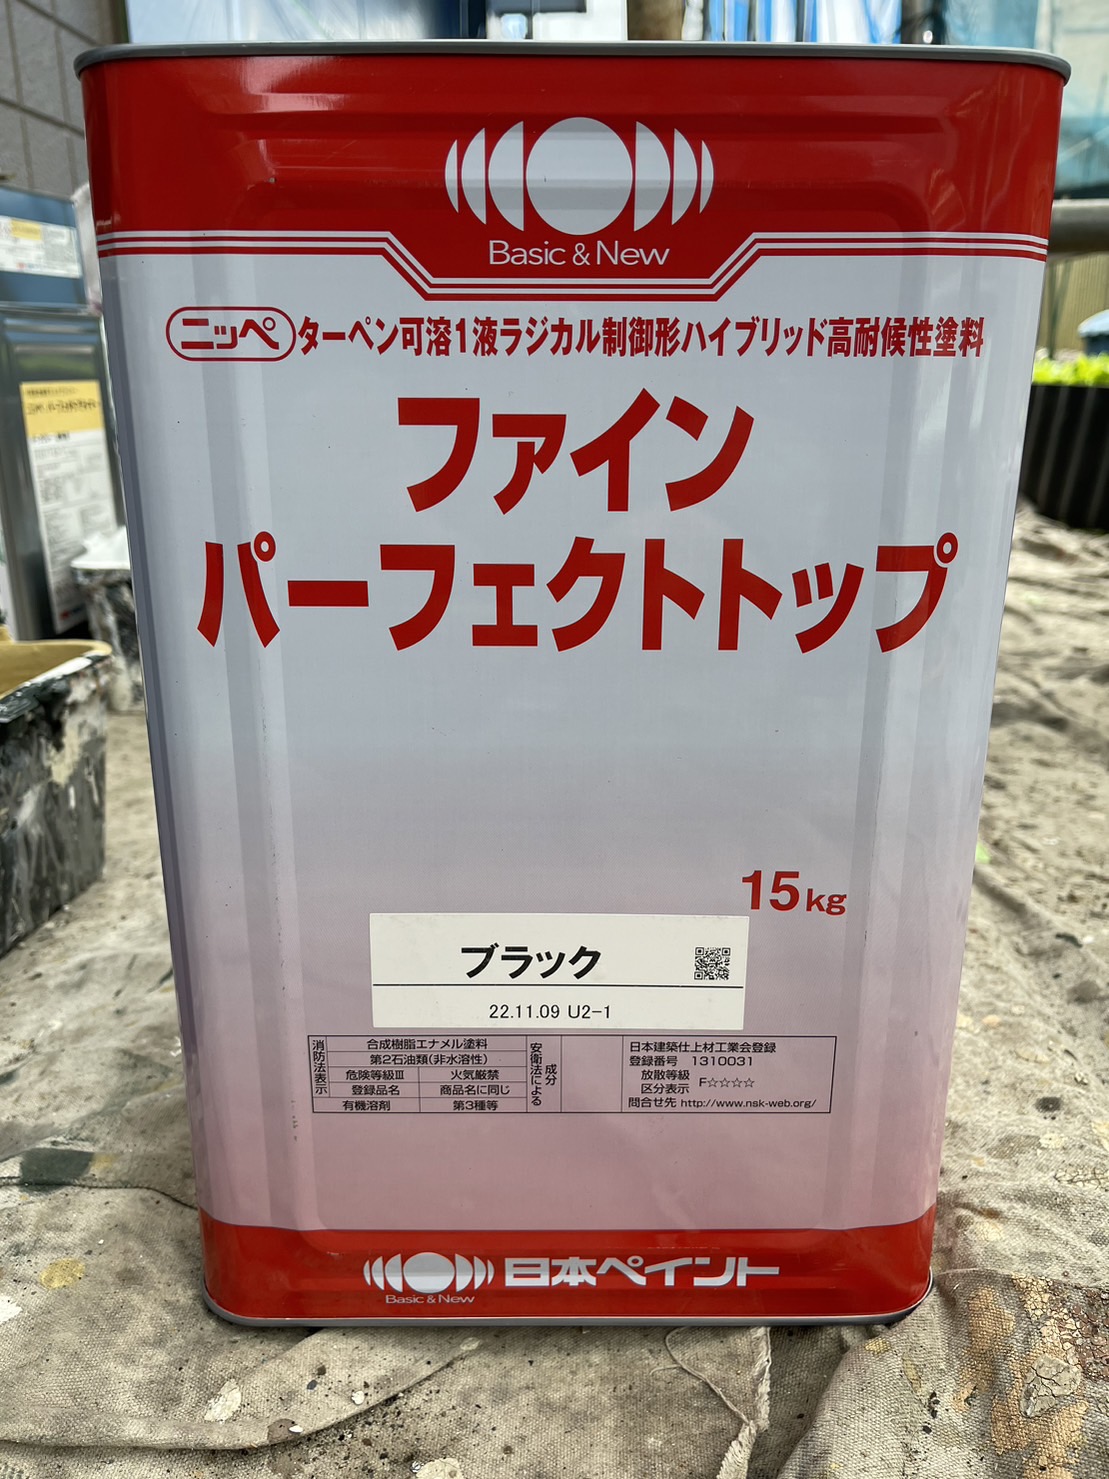 Basic & New
ニッペ ターペン可溶1液ラジカル制御形ハイブリッド高耐候性塗料
ファイン
パーフェクトトップ
15kg
ブラック
22.11.09 U2-1
消防法表示
合成樹脂エナメル塗料
第2石油類(非水溶性)
危険等級Ⅲ 火気厳禁
登録品名 商品名に同じ
有機溶剤 第3種等
安衛法による
成分
日本建築仕上材工業会登録
登録番号 1310031
放散等級
区分表示 F☆☆☆☆
問合せ先 http://www.nsk-web.org/
Basic & New
日本ペイント